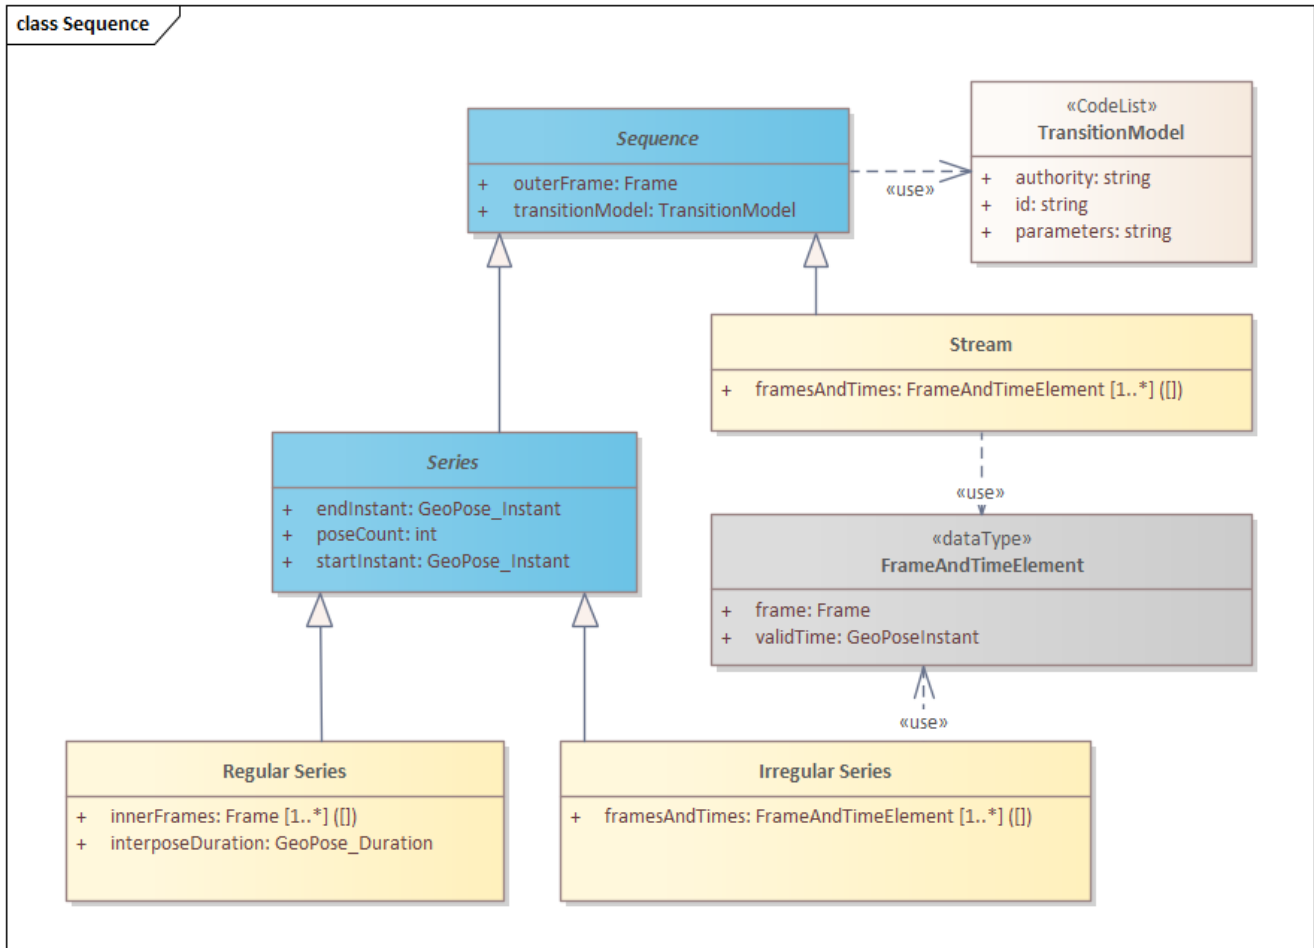 class Sequence
«CodeList»
TransitionModel
+ authority: string
+ id: string
+ parameters: string
Sequence
+ outerFrame: Frame
+ transitionModel: TransitionModel
«use»
Stream
+ framesAndTimes: FrameAndTimeElement [1..*] ([])
Series
+ endInstant: GeoPose_Instant
+ poseCount: int
+ startInstant: GeoPose_Instant
«use»
«dataType»
FrameAndTimeElement
+ frame: Frame
+ validTime: GeoPoseInstant
«use»
Regular Series
+ innerFrames: Frame [1..*] ([])
+ interposeDuration: GeoPose_Duration
Irregular Series
+ framesAndTimes: FrameAndTimeElement [1..*] ([])